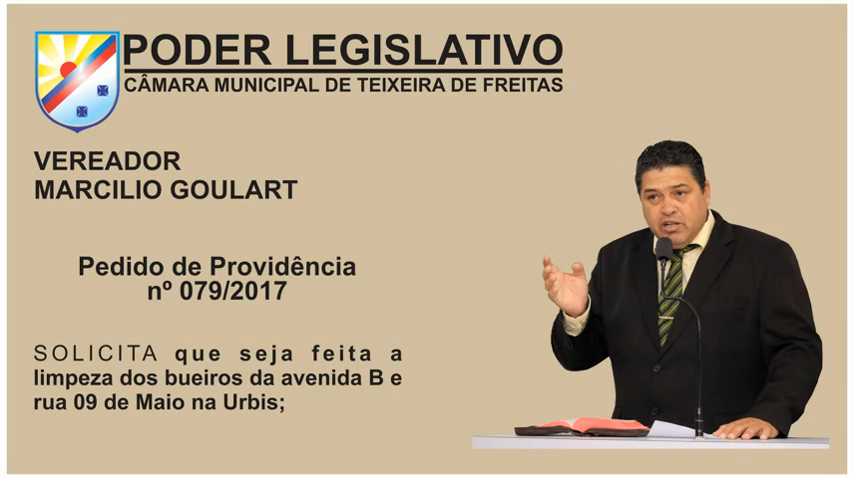 PODER LEGISLATIVO
CÂMARA MUNICIPAL DE TEIXEIRA DE FREITAS
VEREADOR
MARCILIO GOULART
Pedido de Providência
nº 079/2017
SOLICITA que seja feita a
limpeza dos bueiros da avenida B e
rua 09 de Maio na Urbis;